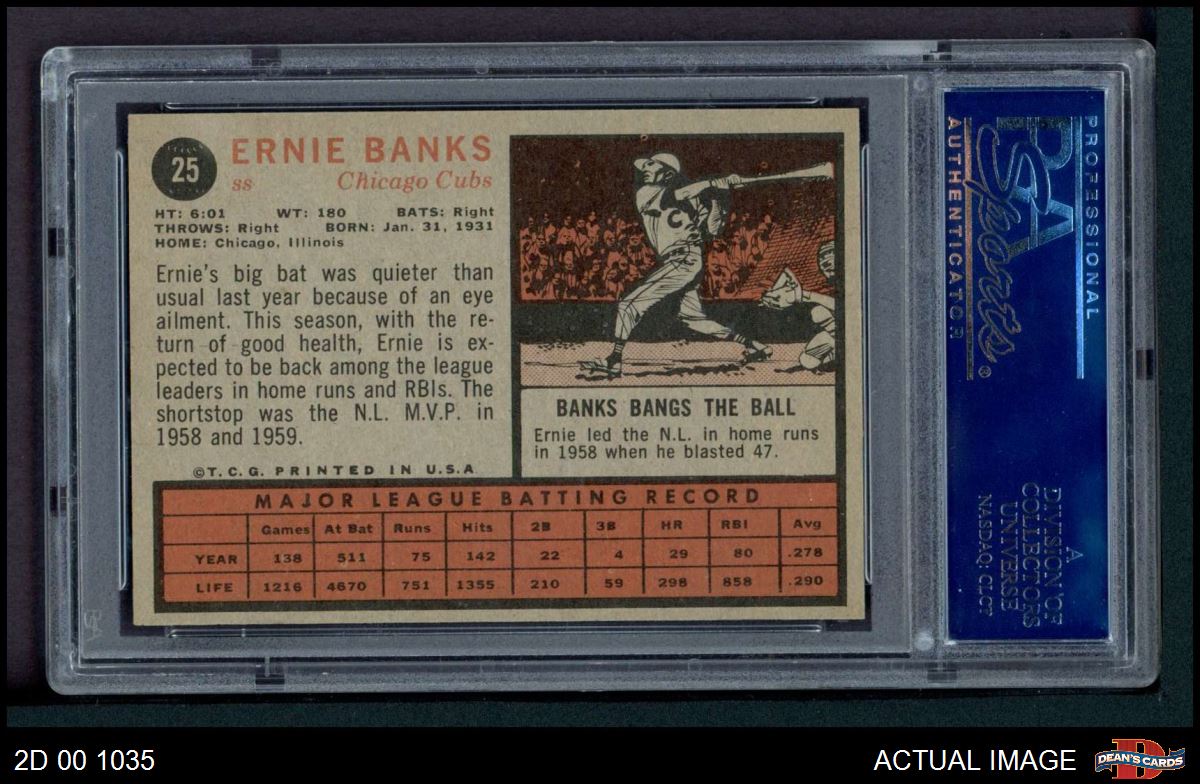 25
ERNIE BANKS
ss Chicago Cubs
HT: 6:01 WT: 180 BATS: Right
THROWS: Right BORN: Jan. 31, 1931
HOME: Chicago, Illinois
Ernie's big bat was quieter than
usual last year because of an eye
ailment. This season, with the re-
turn of good health, Ernie is ex-
pected to be back among the league
leaders in home runs and RBIs. The
shortstop was the N.L. M.V.P. in
1958 and 1959.
©T.C.G. PRINTED IN U.S.A.
C
BANKS BANGS THE BALL
Ernie led the N.L. in home runs
in 1958 when he blasted 47.
MAJOR LEAGUE BATTING RECORD
Games At Bat Runs Hits 2B 3B HR RBI Avg
YEAR 138 511 75 142 22 4 29 80 .278
LIFE 1216 4670 751 1355 210 59 298 858 .290
PROFESSIONAL
PSA
Sports®
AUTHENTICATOR
A
DIVISION OF
COLLECTORS
UNIVERSE
NASDAQ: CLCT
PSA
2D 00 1035
ACTUAL IMAGE
D
DEAN'S CARDS